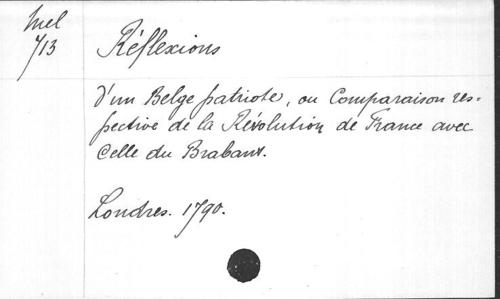 Mel
713
Réflexions
d'un Belge patriote, ou Comparaison res-
pective de la Révolution de France avec
celle du Brabant.
Londres. 1790.